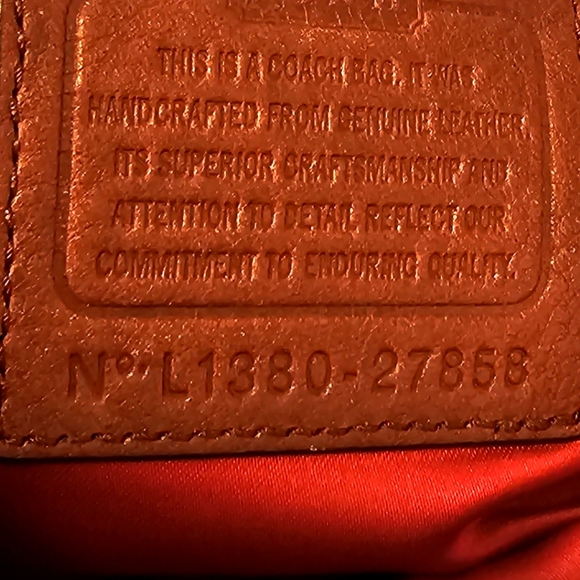 THIS IS A COACH BAG. IT WAS
HANDCRAFTED FROM GENUINE LEATHER.
ITS SUPERIOR CRAFTSMANSHIP AND
ATTENTION TO DETAIL REFLECT OUR
COMMITMENT TO ENDURING QUALITY.
Nº L1380-27858